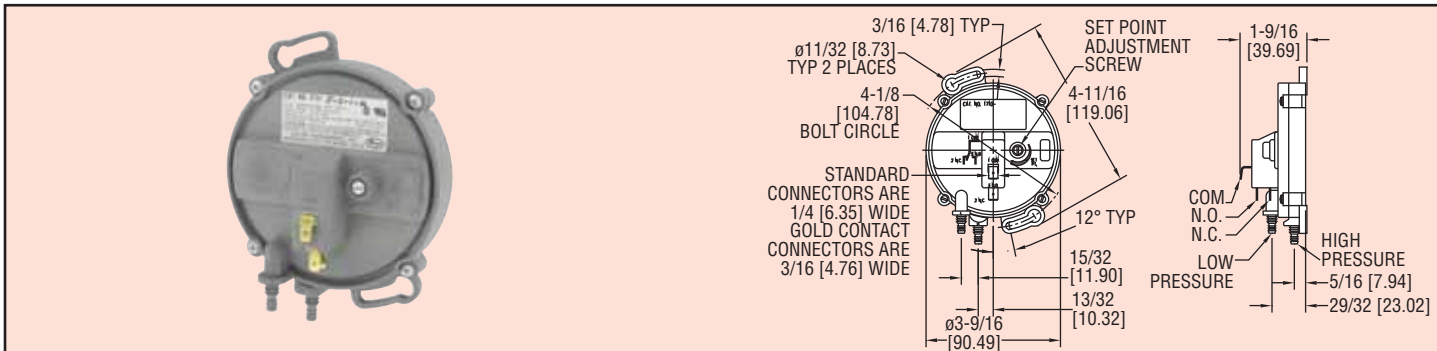 3/16 [4.78] TYP
ø11/32 [8.73]
TYP 2 PLACES
4-1/8
[104.78]
BOLT CIRCLE
SET POINT
ADJUSTMENT
SCREW
4-11/16
[119.06]
STANDARD
CONNECTORS ARE
1/4 [6.35] WIDE
GOLD CONTACT
CONNECTORS ARE
3/16 [4.76] WIDE
12° TYP
15/32
[11.90]
13/32
[10.32]
ø3-9/16
[90.49]
1-9/16
[39.69]
COM
N.O.
N.C.
LOW
PRESSURE
HIGH
PRESSURE
5/16 [7.94]
29/32 [23.02]